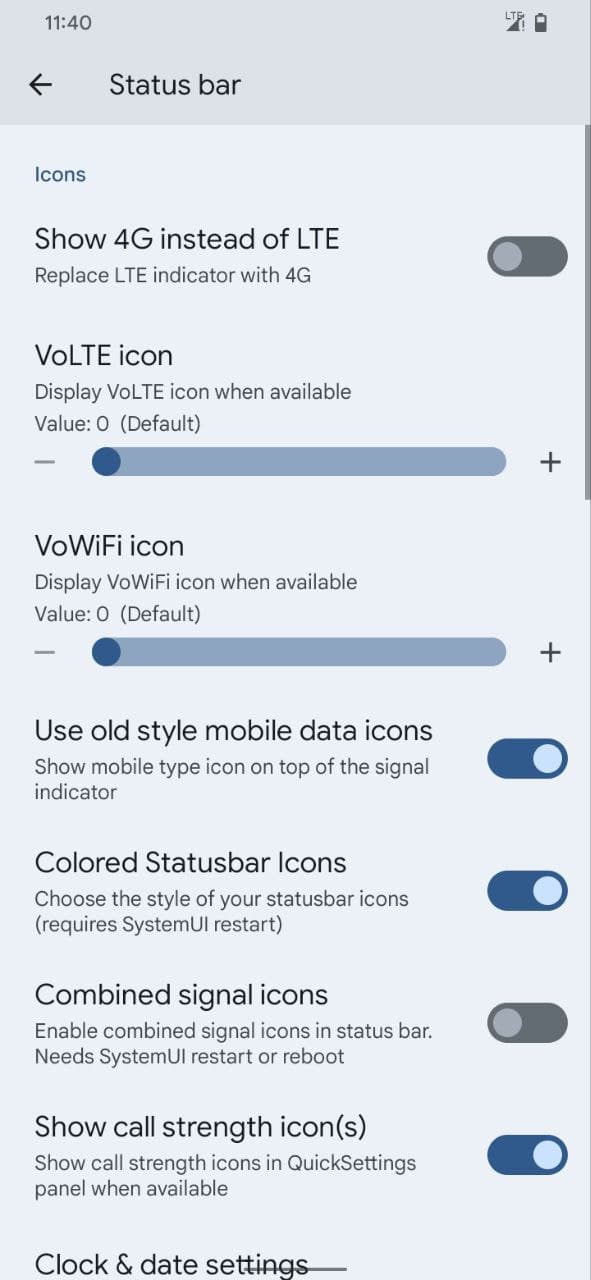 11:40
LTE
Status bar
Icons
Show 4G instead of LTE
Replace LTE indicator with 4G
VoLTE icon
Display VoLTE icon when available
Value: 0 (Default)
VoWiFi icon
Display VoWiFi icon when available
Value: 0 (Default)
Use old style mobile data icons
Show mobile type icon on top of the signal
indicator
Colored Statusbar Icons
Choose the style of your statusbar icons
(requires SystemUI restart)
Combined signal icons
Enable combined signal icons in status bar.
Needs SystemUI restart or reboot
Show call strength icon(s)
Show call strength icons in QuickSettings
panel when available
Clock & date settings